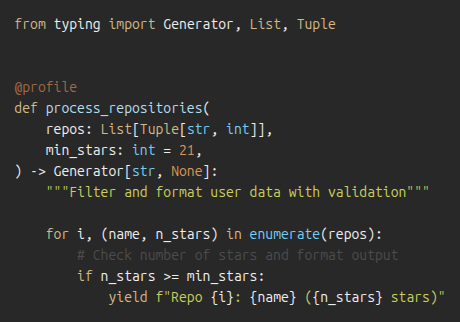 from typing import Generator, List, Tuple
@profile
def process_repositories(
    repos: List[Tuple[str, int]],
    min_stars: int = 21,
) -> Generator[str, None]:
    """Filter and format user data with validation"""
    for i, (name, n_stars) in enumerate(repos):
        # Check number of stars and format output
        if n_stars >= min_stars:
            yield f"Repo {i}: {name} ({n_stars} stars)"